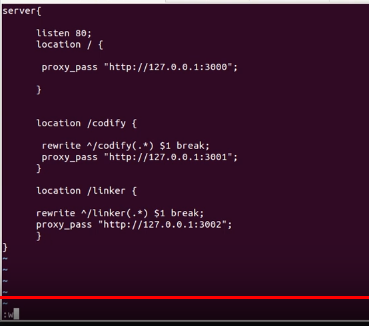 server{
listen 80;
location / {
proxy_pass "http://127.0.0.1:3000";
}
location /codify {
rewrite ^/codify(.*) $1 break;
proxy_pass "http://127.0.0.1:3001";
}
location /linker {
rewrite ^/linker(.*) $1 break;
proxy_pass "http://127.0.0.1:3002";
}
}
~
~
~
~
:w